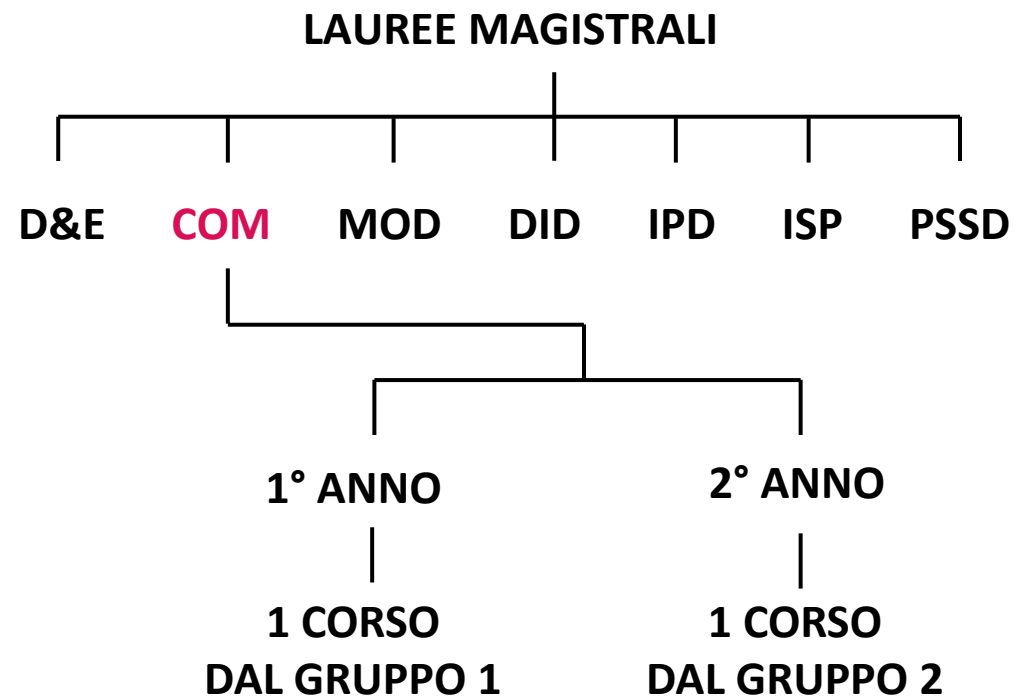 LAUREE MAGISTRALI
D&E COM MOD DID IPD ISP PSSD
1° ANNO 2° ANNO
1 CORSO 1 CORSO
DAL GRUPPO 1 DAL GRUPPO 2